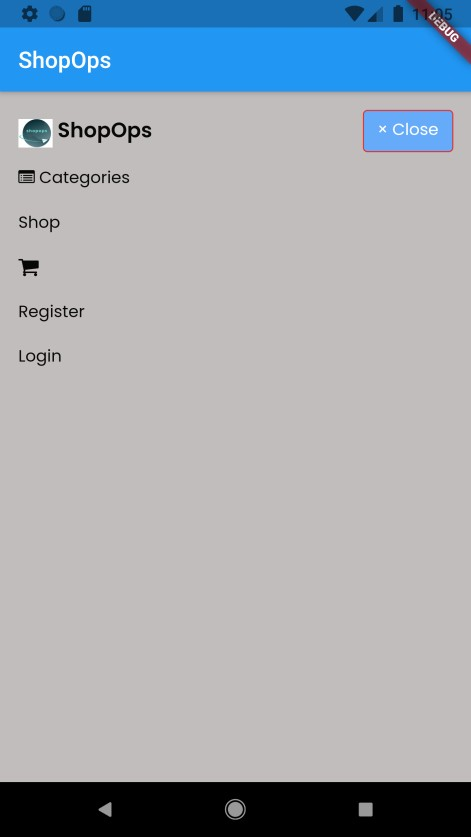 11:05
DEBUG
ShopOps
ShopOps
× Close
Categories
Shop
Register
Login